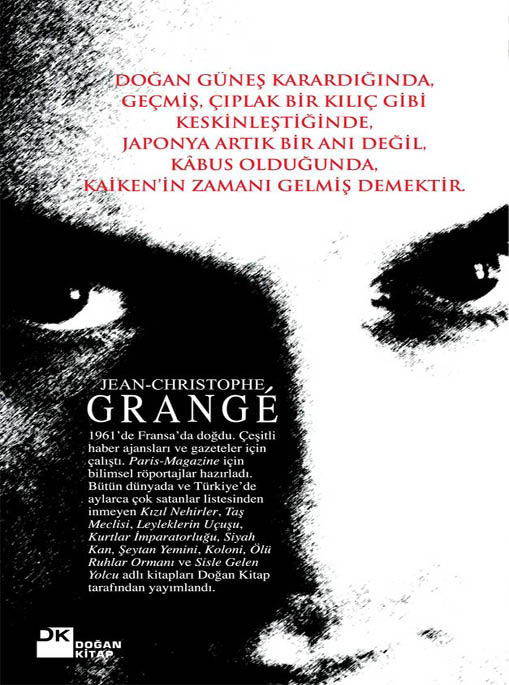 DOĞAN GÜNEŞ KARARDIĞINDA,
GEÇMİŞ, ÇIPLAK BİR KILIÇ GİBİ
KESKİNLEŞTİĞİNDE,
JAPONYA ARTIK BİR ANI DEĞİL,
KÂBUS OLDUĞUNDA,
KAİKEN'İN ZAMANI GELMİŞ DEMEKTİR.
JEAN-CHRISTOPHE
GRANGÉ
1961'de Fransa'da doğdu. Çeşitli
haber ajansları ve gazeteler için
çalıştı. Paris-Magazine için
bilimsel röportajlar hazırladı.
Bütün dünyada ve Türkiye'de
aylarca çok satanlar listesinden
inmeyen Kızıl Nehirler, Taş
Meclisi, Leyleklerin Uçuşu,
Kurtlar İmparatorluğu, Siyah
Kan, Şeytan Yemini, Koloni, Ölü
Ruhlar Ormanı ve Sisle Gelen
Yolcu adlı kitapları Doğan Kitap
tarafından yayımlandı.
DK
DOĞAN
KİTAP